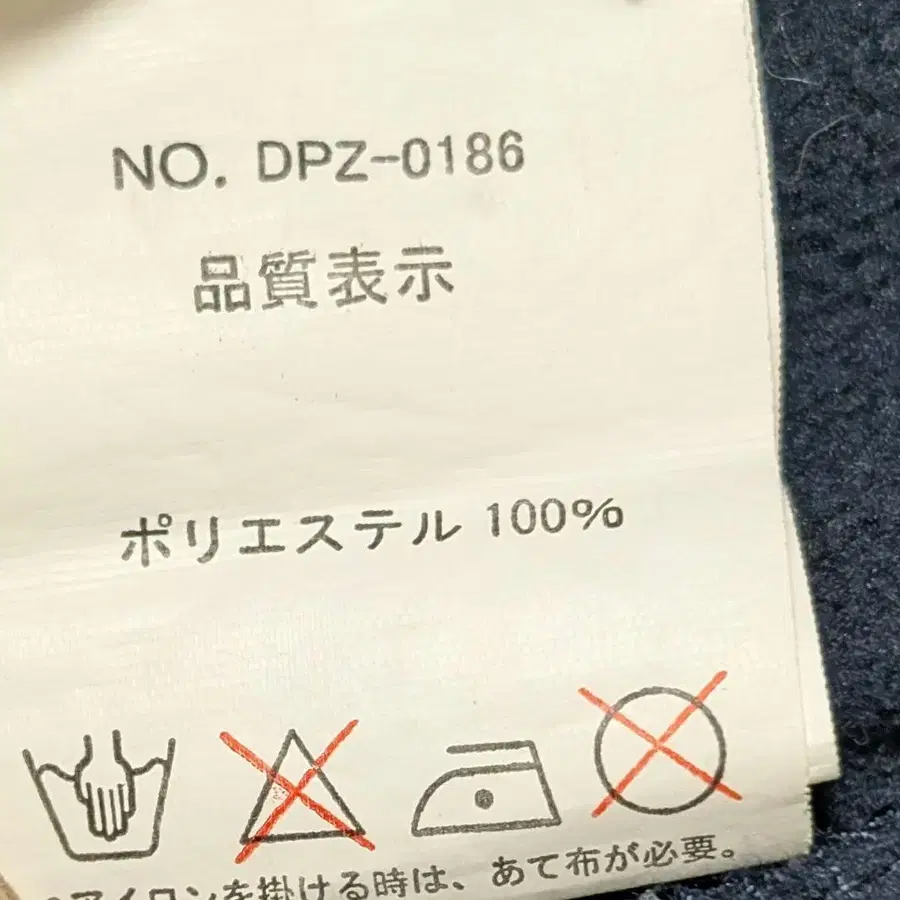 NO. DPZ-0186
品質表示
ポリエステル 100%
アイロンを掛ける時は、あて布が必要。